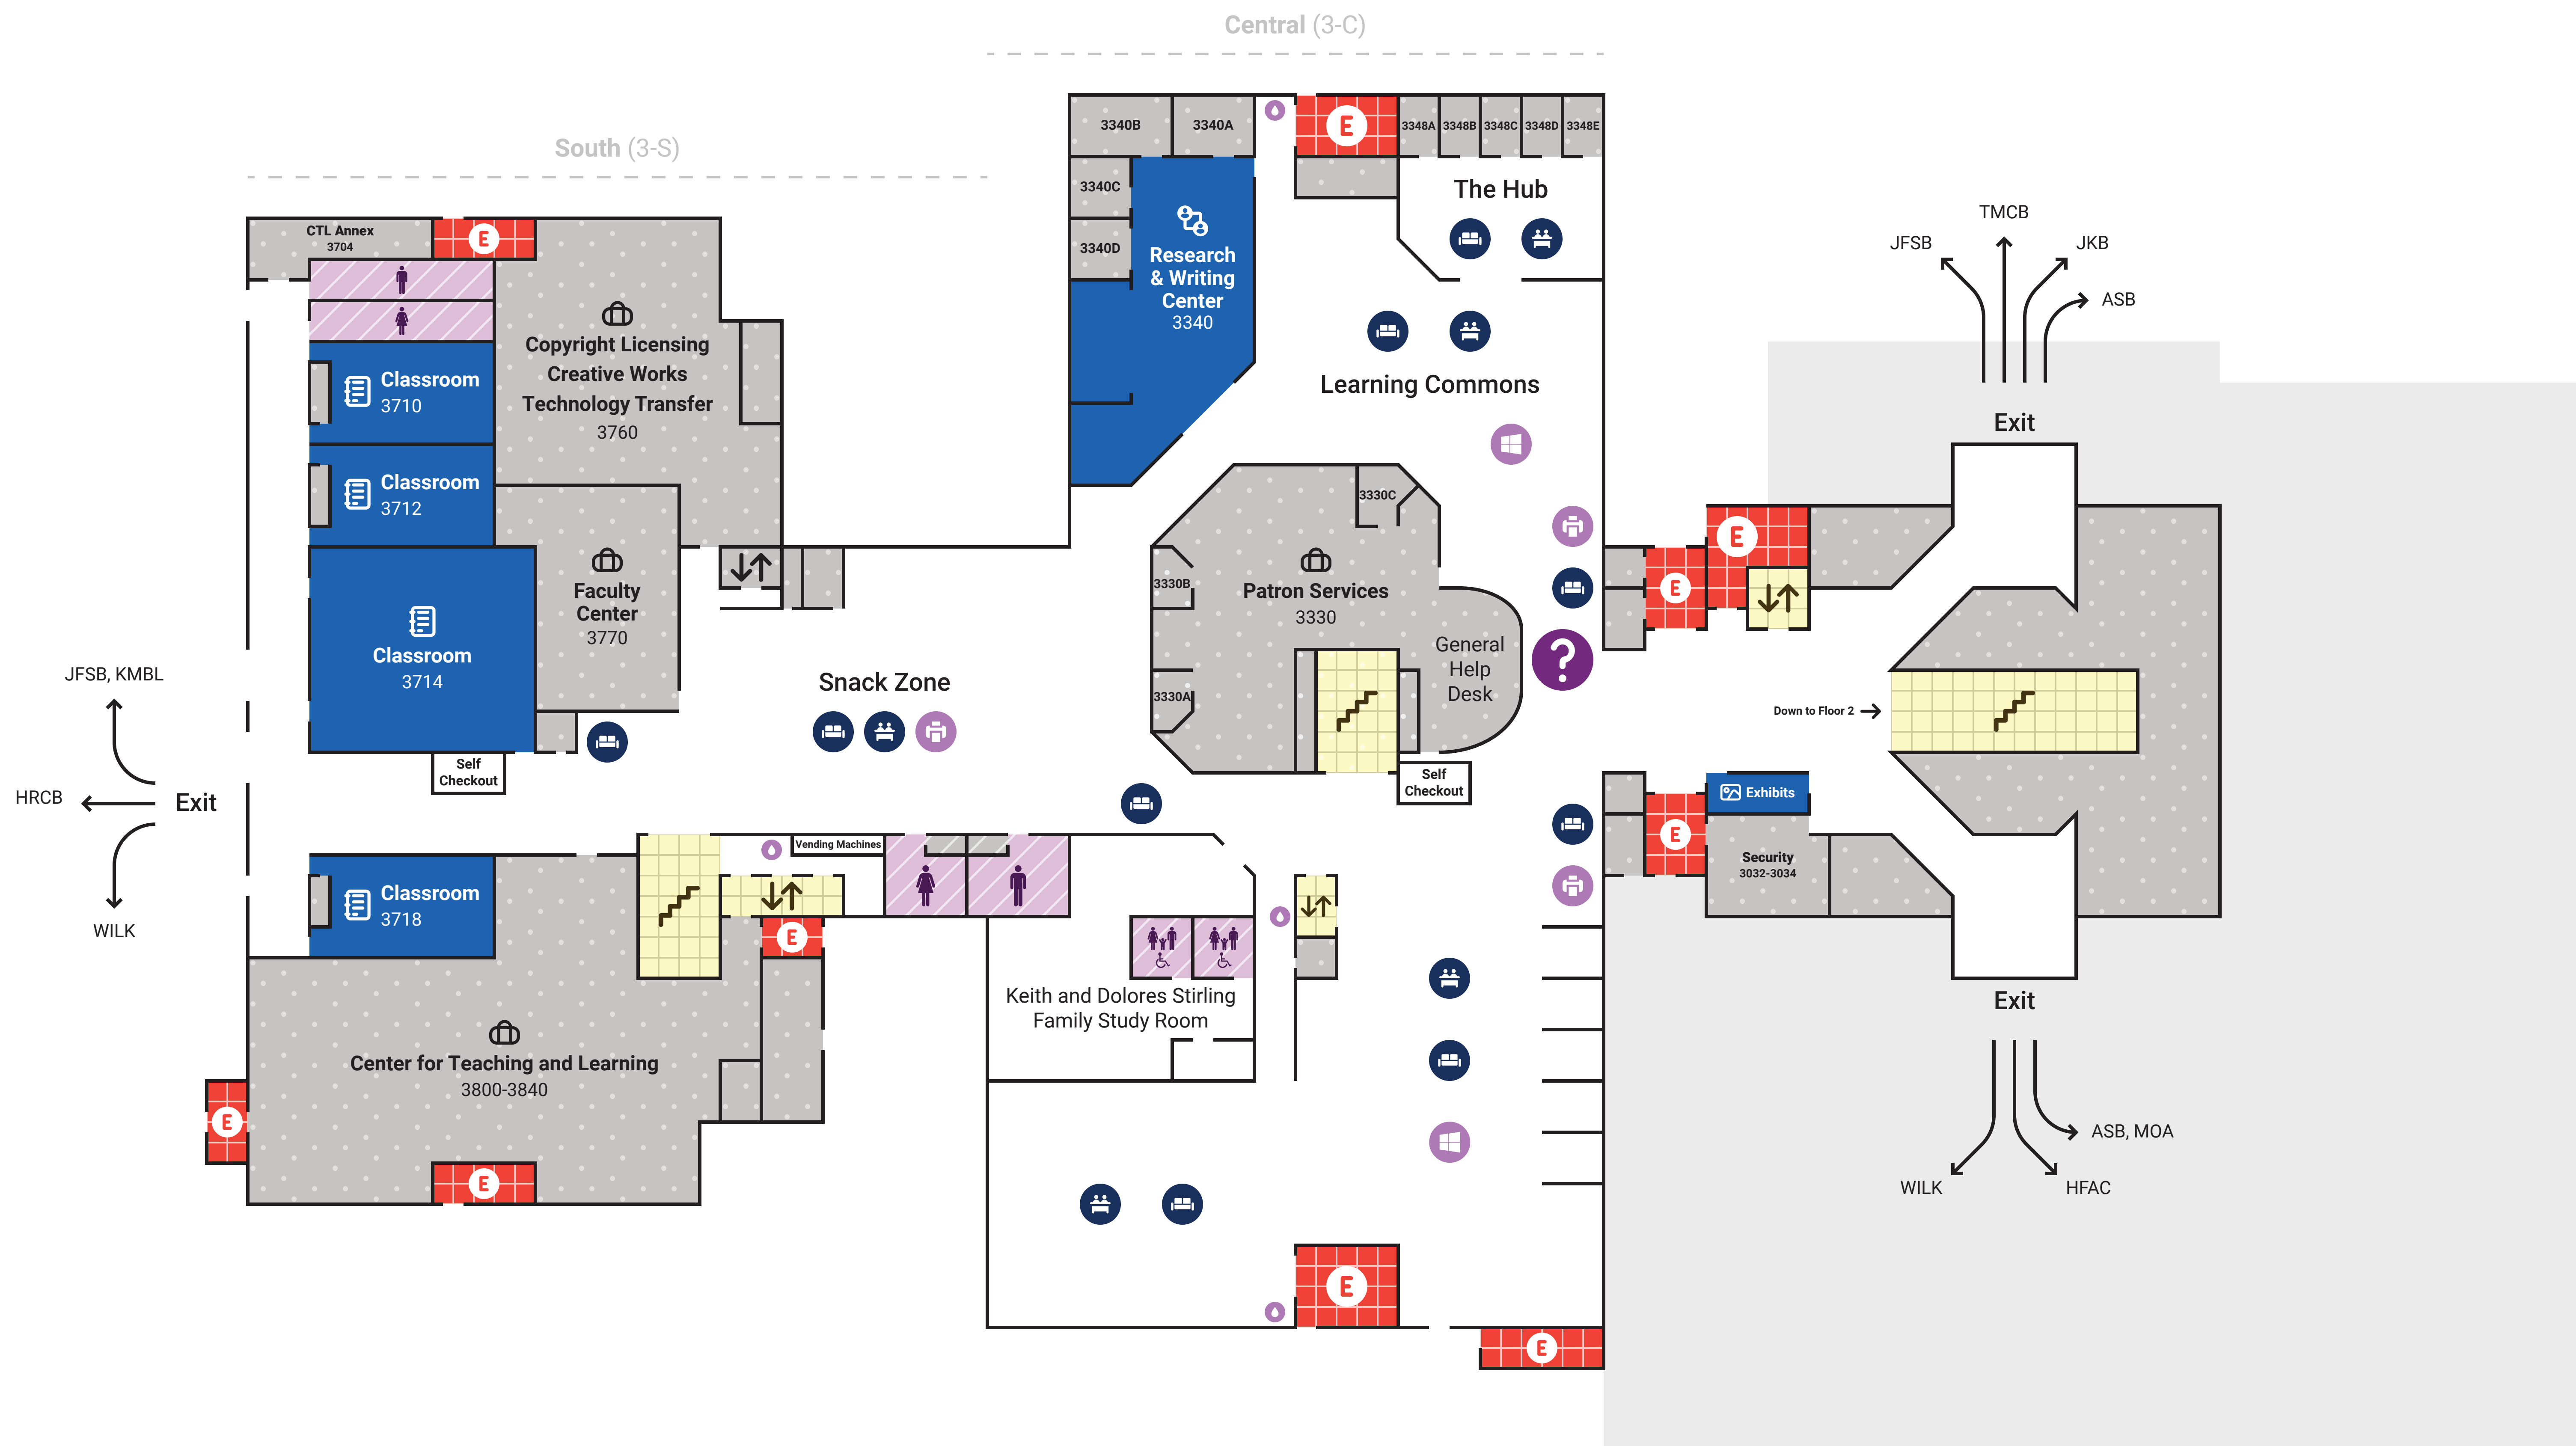 Central (3-C)
South (3-S)
3340B
3340A
E
3348A
3348B
3348C
3348D
3348E
3340C
3340D
The Hub
Research
& Writing
Center
3340
Learning Commons
CTL Annex
3704
E
Copyright Licensing
Creative Works
Technology Transfer
3760
Classroom
3710
Classroom
3712
Classroom
3714
Faculty
Center
3770
Self
Checkout
JFSB, KMBL
HRCB
Exit
WILK
Snack Zone
3330C
3330B
3330A
Patron Services
3330
General
Help
Desk
?
Self
Checkout
TMCB
JFSB
JKB
ASB
Exit
E
E
Down to Floor 2
Exhibits
E
Security
3032-3034
Exit
ASB, MOA
WILK
HFAC
Vending Machines
Classroom
3718
E
Keith and Dolores Stirling
Family Study Room
Center for Teaching and Learning
3800-3840
E
E
E
E